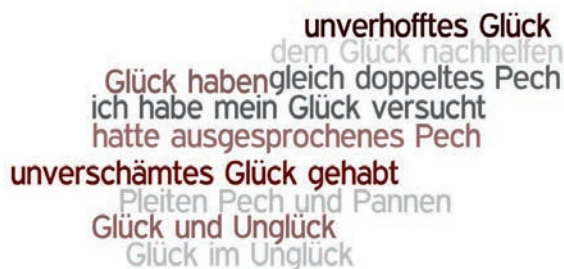 unverhofftes Glück
dem Glück nachhelfen
Glück haben gleich doppeltes Pech
ich habe mein Glück versucht
hatte ausgesprochenes Pech
unverschämtes Glück gehabt
Pleiten Pech und Pannen
Glück und Unglück
Glück im Unglück